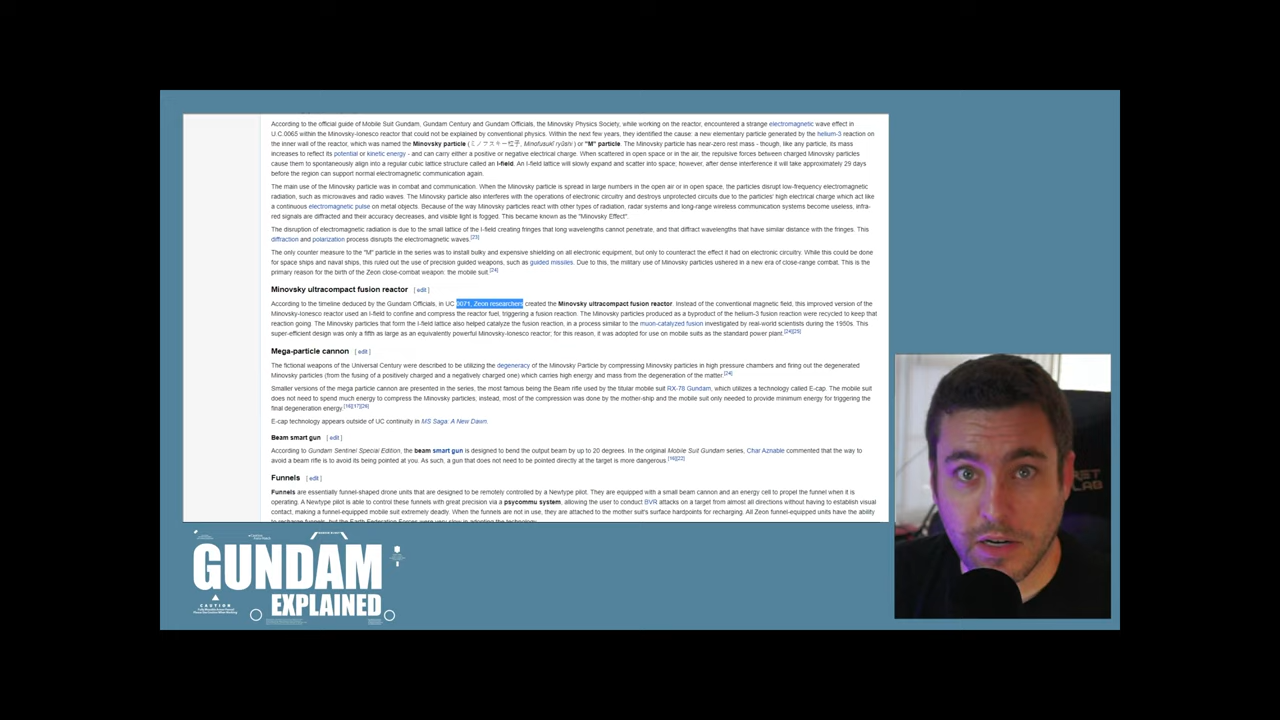 According to the official guide of Mobile Suit Gundam, Gundam Century and Gundam Officials, the Minovsky Physics Society, while working on the reactor, encountered a strange electromagnetic wave effect in
U.C.0065 within the Minovsky-Ionesco reactor that could not be explained by conventional physics. Within the next few years, they identified the cause: a new elementary particle generated by the helium-3 reaction on
the inner wall of the reactor, which was named the Minovsky particle (ミノフスキー粒子, Minofusukī ryūshi) or "M" particle. The Minovsky particle has near-zero rest mass - though, like any particle, its mass
increases to reflect its potential or kinetic energy - and can carry either a positive or negative electrical charge. When scattered in open space or in the air, the repulsive forces between charged Minovsky particles
cause them to spontaneously align into a regular cubic lattice structure called an I-field. An I-field lattice will slowly expand and scatter into space; however, after dense interference it will take approximately 29 days
before the region can support normal electromagnetic communication again.
The main use of the Minovsky particle was in combat and communication. When the Minovsky particle is spread in large numbers in the open air or in open space, the particles disrupt low-frequency electromagnetic
radiation, such as microwaves and radio waves. The Minovsky particle also interferes with the operations of electronic circuitry and destroys unprotected circuits due to the particles' high electrical charge which act like
a continuous electromagnetic pulse on metal objects. Because of the way Minovsky particles react with other types of radiation, radar systems and long-range wireless communication systems become useless, infra-
red signals are diffracted and their accuracy decreases, and visible light is fogged. This became known as the "Minovsky Effect".
The disruption of electromagnetic radiation is due to the small lattice of the I-field creating fringes that long wavelengths cannot penetrate, and that diffract wavelengths that have similar distance with the fringes. This
diffraction and polarization process disrupts the electromagnetic waves.[23]
The only counter measure to the "M" particle in the series was to install bulky and expensive shielding on all electronic equipment, but only to counteract the effect it had on electronic circuitry. While this could be done
for space ships and naval ships, this ruled out the use of precision guided weapons, such as guided missiles. Due to this, the military use of Minovsky particles ushered in a new era of close-range combat. This is the
primary reason for the birth of the Zeon close-combat weapon: the mobile suit.[24]
Minovsky ultracompact fusion reactor [ edit ]
According to the timeline deduced by the Gundam Officials, in UC 0071, Zeon researchers created the Minovsky ultracompact fusion reactor. Instead of the conventional magnetic field, this improved version of the
Minovsky-Ionesco reactor used an I-field to confine and compress the reactor fuel, triggering a fusion reaction. The Minovsky particles produced as a byproduct of the helium-3 fusion reaction were recycled to keep that
reaction going. The Minovsky particles that form the I-field lattice also helped catalyze the fusion reaction, in a process similar to the muon-catalyzed fusion investigated by real-world scientists during the 1950s. This
super-efficient design was only a fifth as large as an equivalently powerful Minovsky-Ionesco reactor; for this reason, it was adopted for use on mobile suits as the standard power plant.[24][25]
Mega-particle cannon [ edit ]
The fictional weapons of the Universal Century were described to be utilizing the degeneracy of the Minovsky Particle by compressing Minovsky particles in high pressure chambers and firing out the degenerated
Minovsky particles (from the fusing of a positively charged and a negatively charged one) which carries high energy and mass from the degeneration of the matter.[24]
Smaller versions of the mega particle cannon are presented in the series, the most famous being the Beam rifle used by the titular mobile suit RX-78 Gundam, which utilizes a technology called E-cap. The mobile suit
does not need to spend much energy to compress the Minovsky particles; instead, most of the compression was done by the mother-ship and the mobile suit only needed to provide minimum energy for triggering the
final degeneration energy.[16][17][26]
E-cap technology appears outside of UC continuity in MS Saga: A New Dawn.
Beam smart gun [ edit ]
According to Gundam Sentinel Special Edition, the beam smart gun is designed to bend the output beam by up to 20 degrees. In the original Mobile Suit Gundam series, Char Aznable commented that the way to
avoid a beam rifle is to avoid its being pointed at you. As such, a gun that does not need to be pointed directly at the target is more dangerous.[16][22]
Funnels [ edit ]
Funnels are essentially funnel-shaped drone units that are designed to be remotely controlled by a Newtype pilot. They are equipped with a small beam cannon and an energy cell to propel the funnel when it is
operating. A Newtype pilot is able to control these funnels with great precision via a psycommu system, allowing the user to conduct BVR attacks on a target from almost all directions without having to establish visual
contact, making a funnel-equipped mobile suit extremely deadly. When the funnels are not in use, they are attached to the mother suit's surface hardpoints for recharging. All Zeon funnel-equipped units have the ability
to recharge funnels, but the Earth Federation Forces were very slow in adopting the technology.
LAB
GUNDAM
CAUTION
EXPLAINED